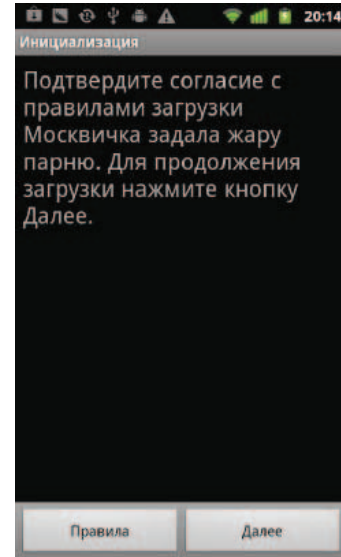 20:14
Инициализация
Подтвердите согласие с
правилами загрузки
Москвичка задала жару
парню. Для продолжения
загрузки нажмите кнопку
Далее.
Правила
Далее